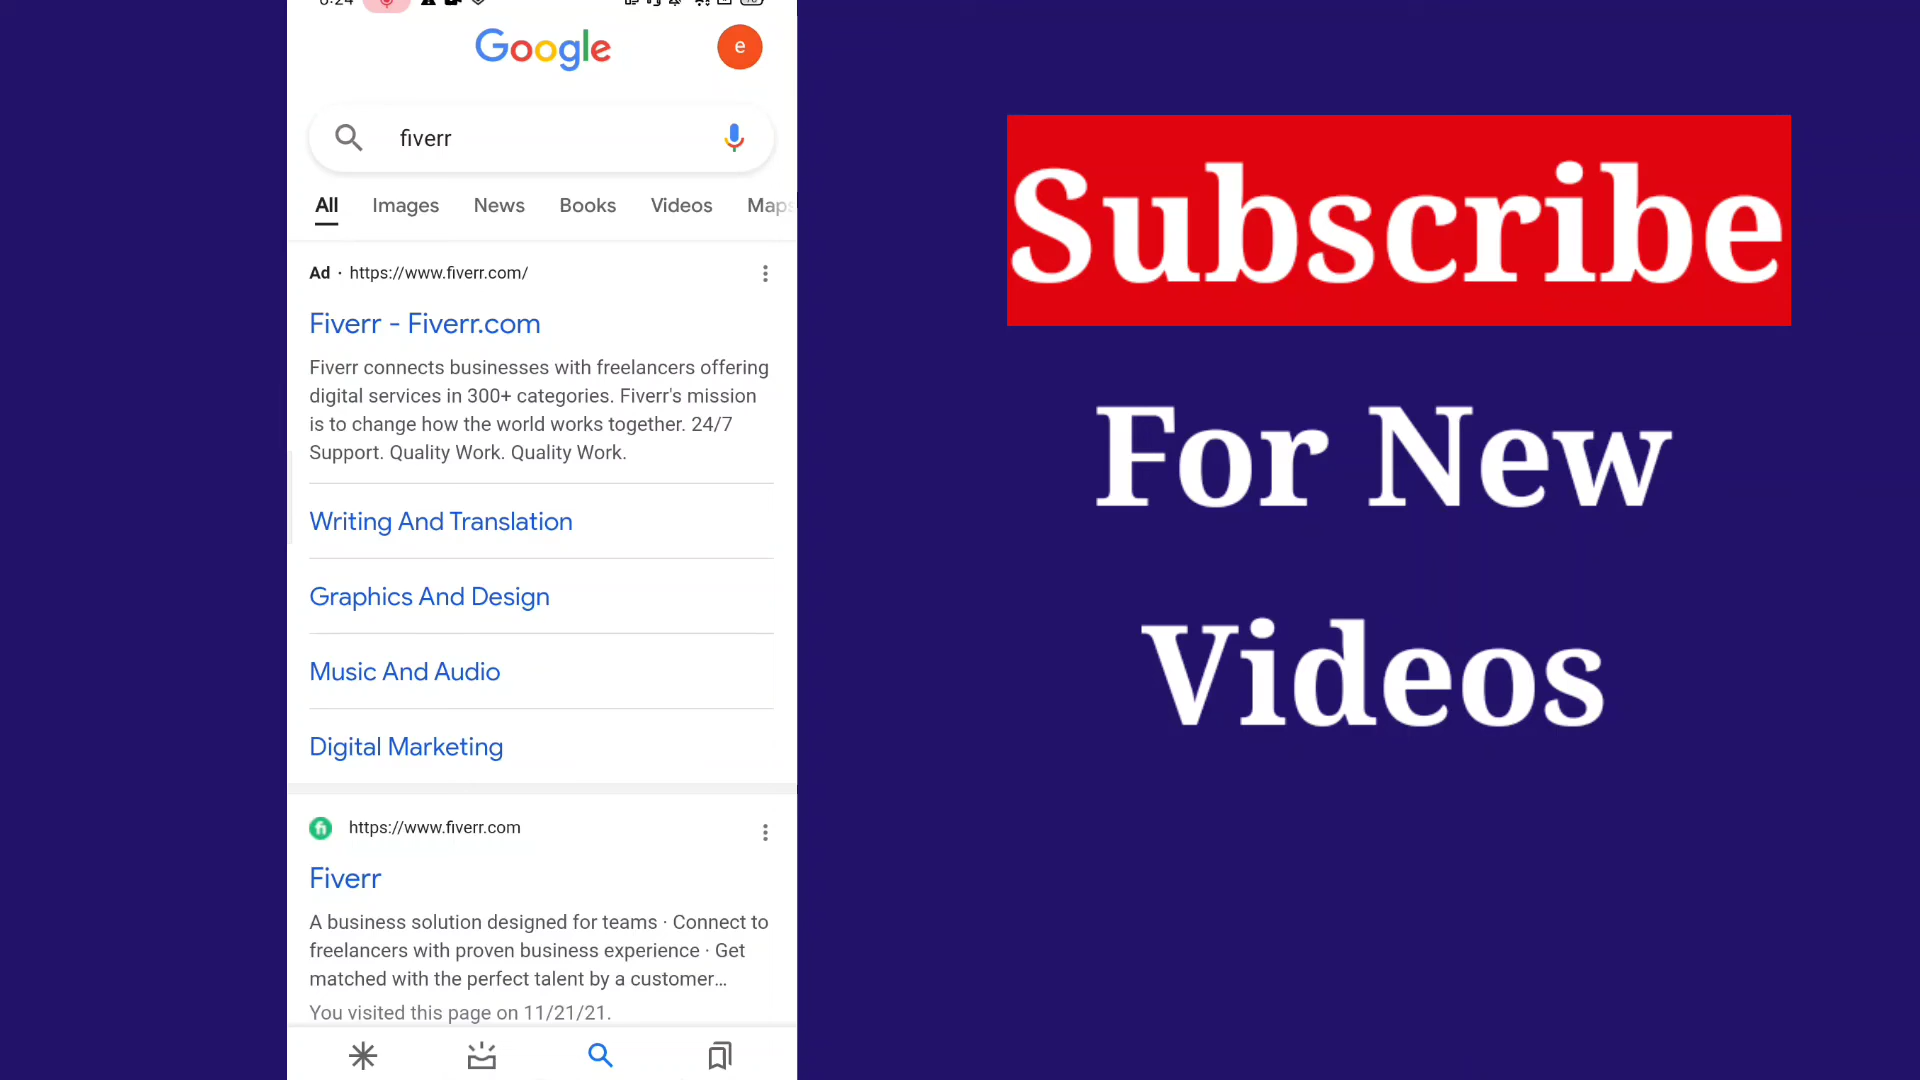 Google
e
fiverr
All Images News Books Videos Maps
Ad · https://www.fiverr.com/
Fiverr - Fiverr.com
Fiverr connects businesses with freelancers offering
digital services in 300+ categories. Fiverr's mission
is to change how the world works together. 24/7
Support. Quality Work. Quality Work.
Writing And Translation
Graphics And Design
Music And Audio
Digital Marketing
fi https://www.fiverr.com
Fiverr
A business solution designed for teams · Connect to
freelancers with proven business experience · Get
matched with the perfect talent by a customer...
You visited this page on 11/21/21.
Subscribe
For New
Videos